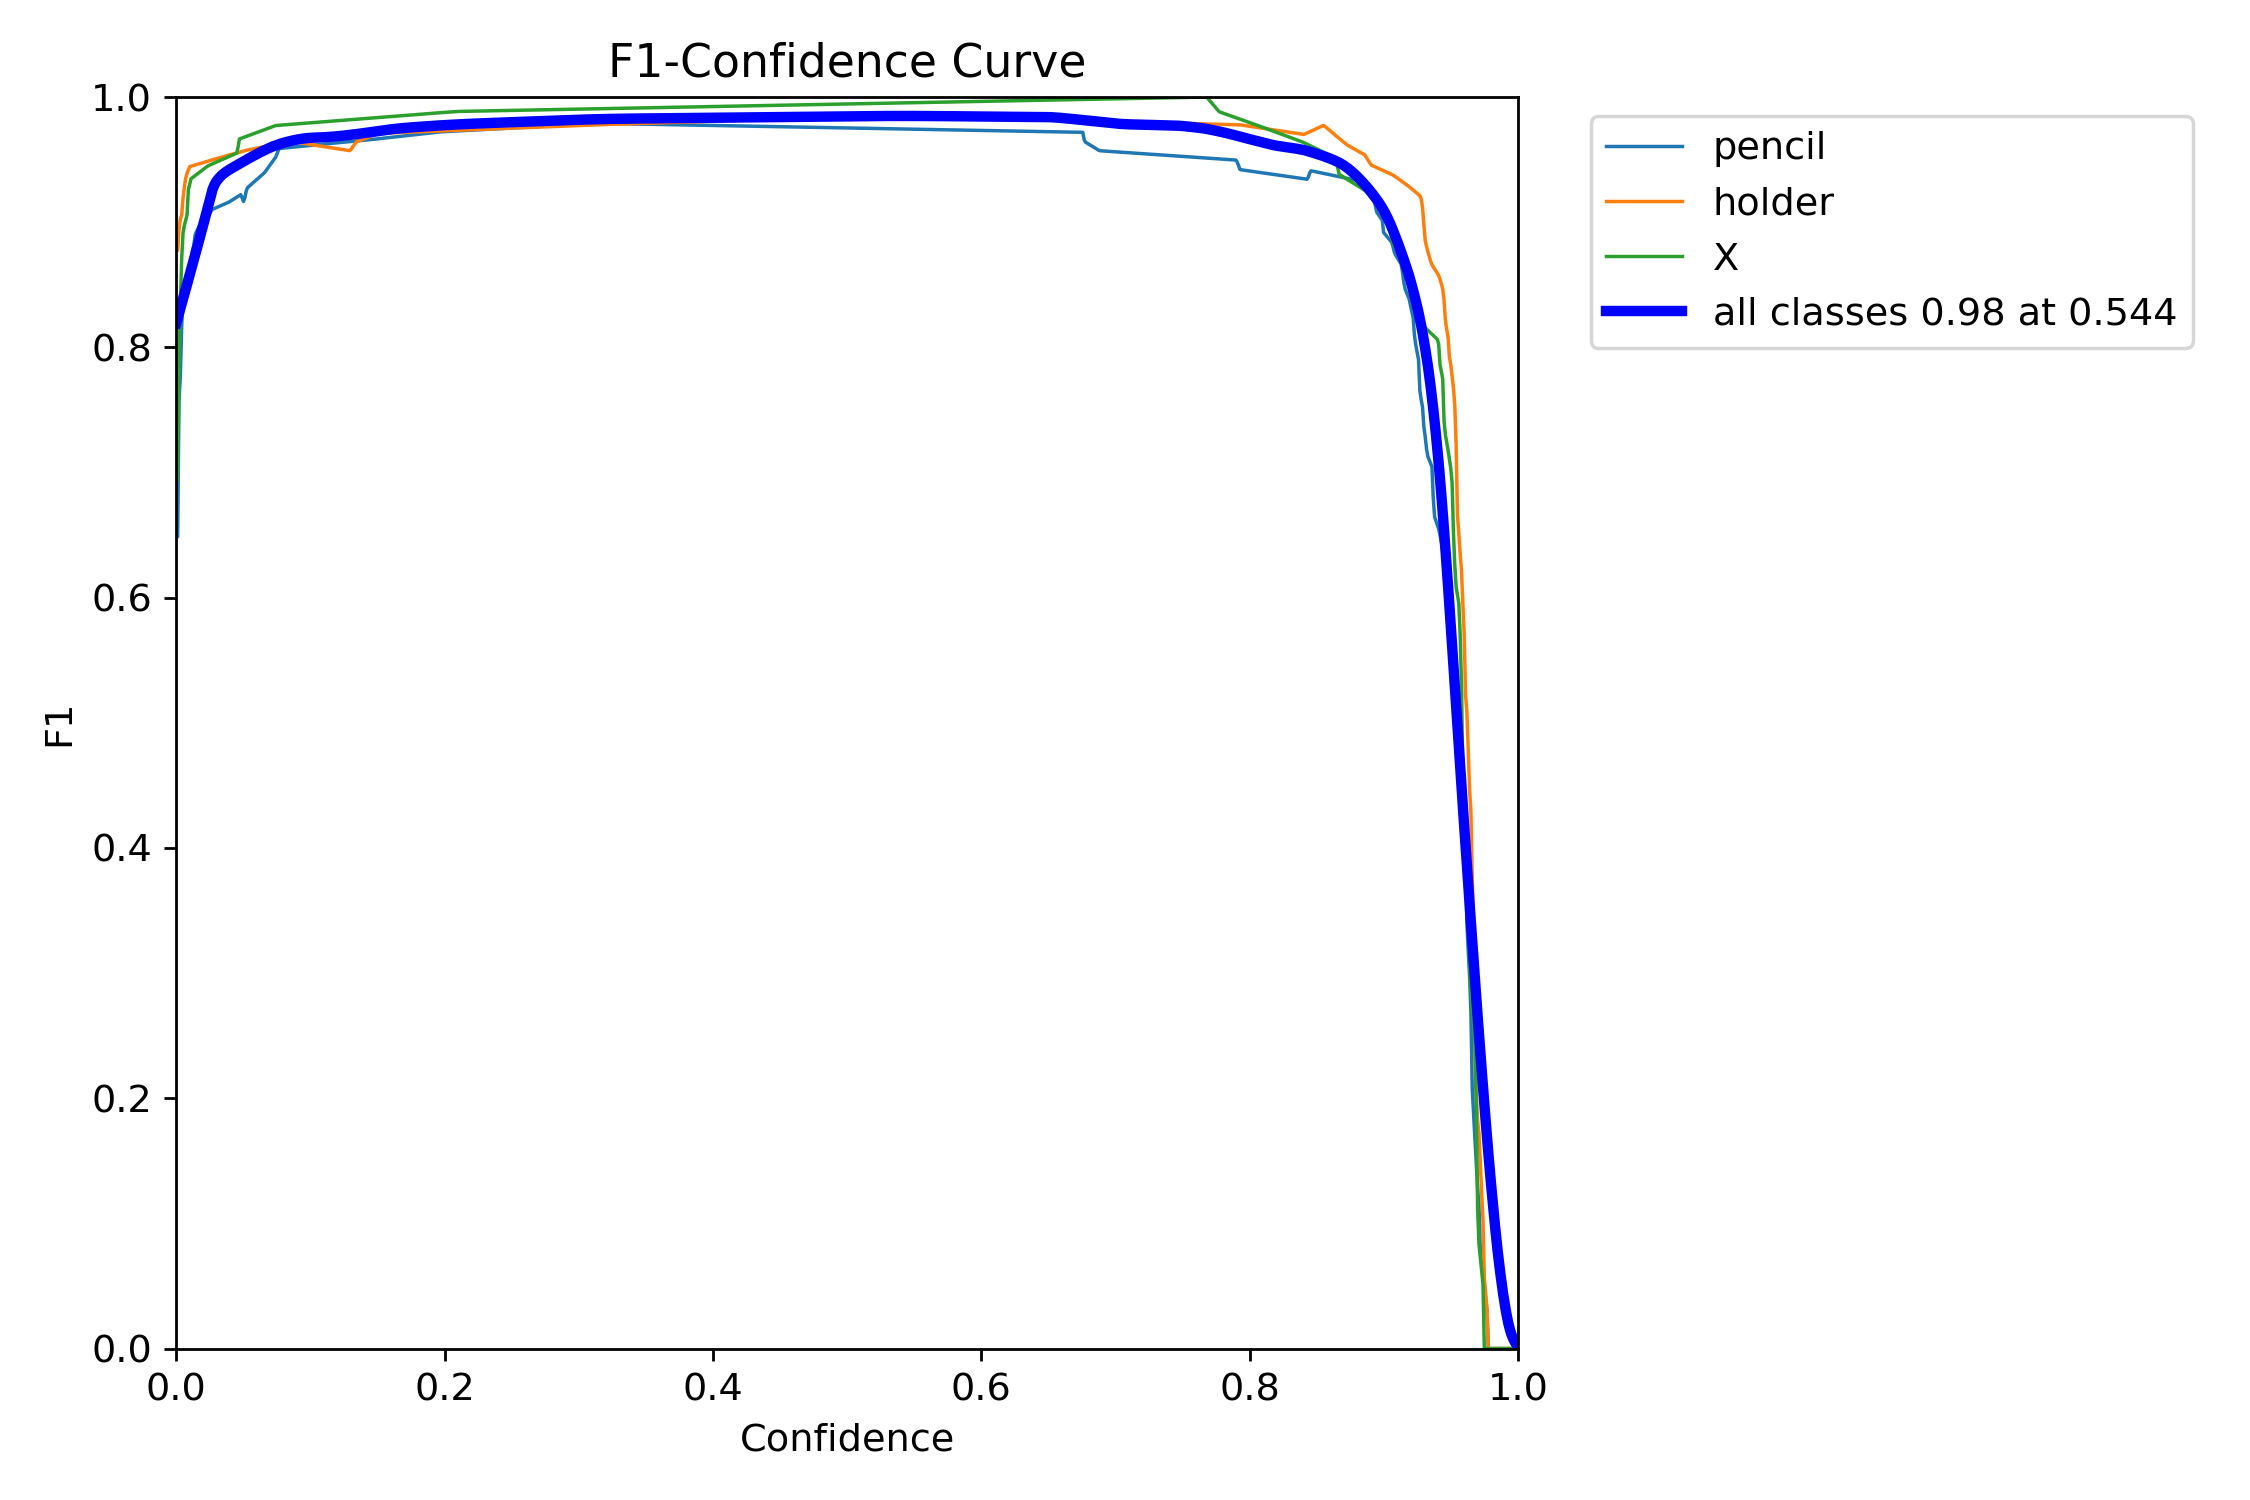 F1-Confidence Curve
1.0
0.8
0.6
0.4
0.2
0.0
F1
0.0 0.2 0.4 0.6 0.8 1.0
Confidence
pencil
holder
X
all classes 0.98 at 0.544